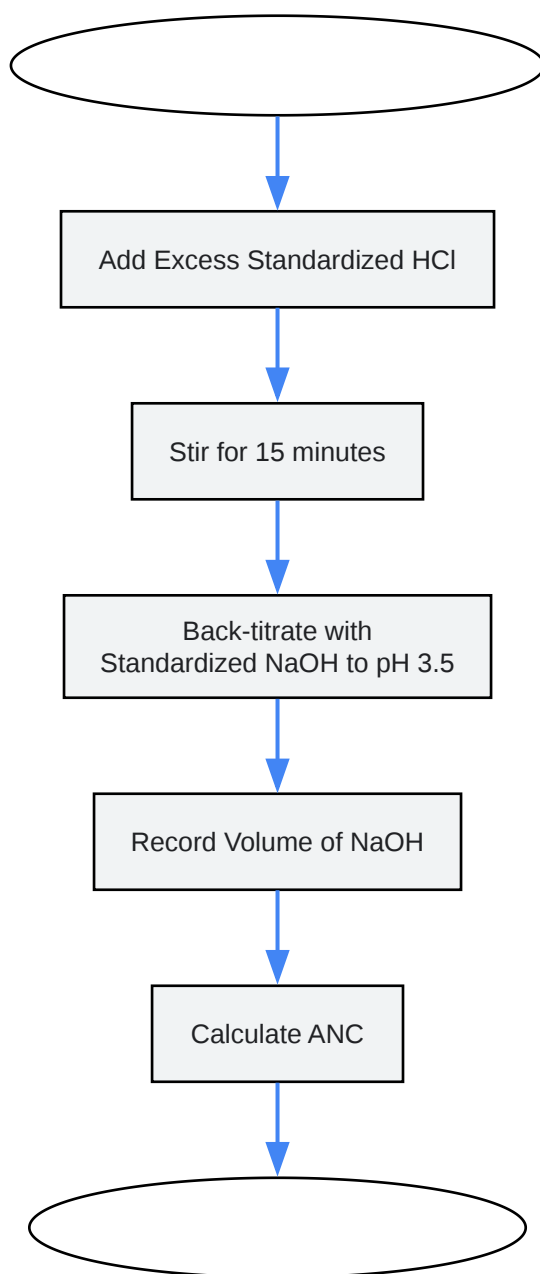 Add Excess Standardized HCl
Stir for 15 minutes
Back-titrate with
Standardized NaOH to pH 3.5
Record Volume of NaOH
Calculate ANC